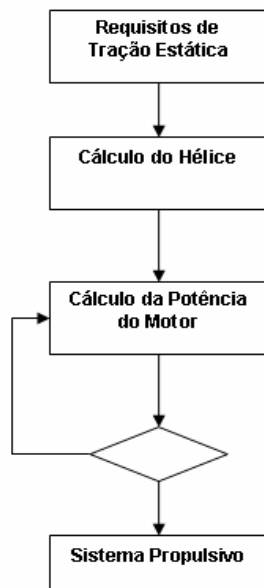 Requisitos de
Tração Estática
Cálculo do Hélice
Cálculo da Potência
do Motor
Sistema Propulsivo